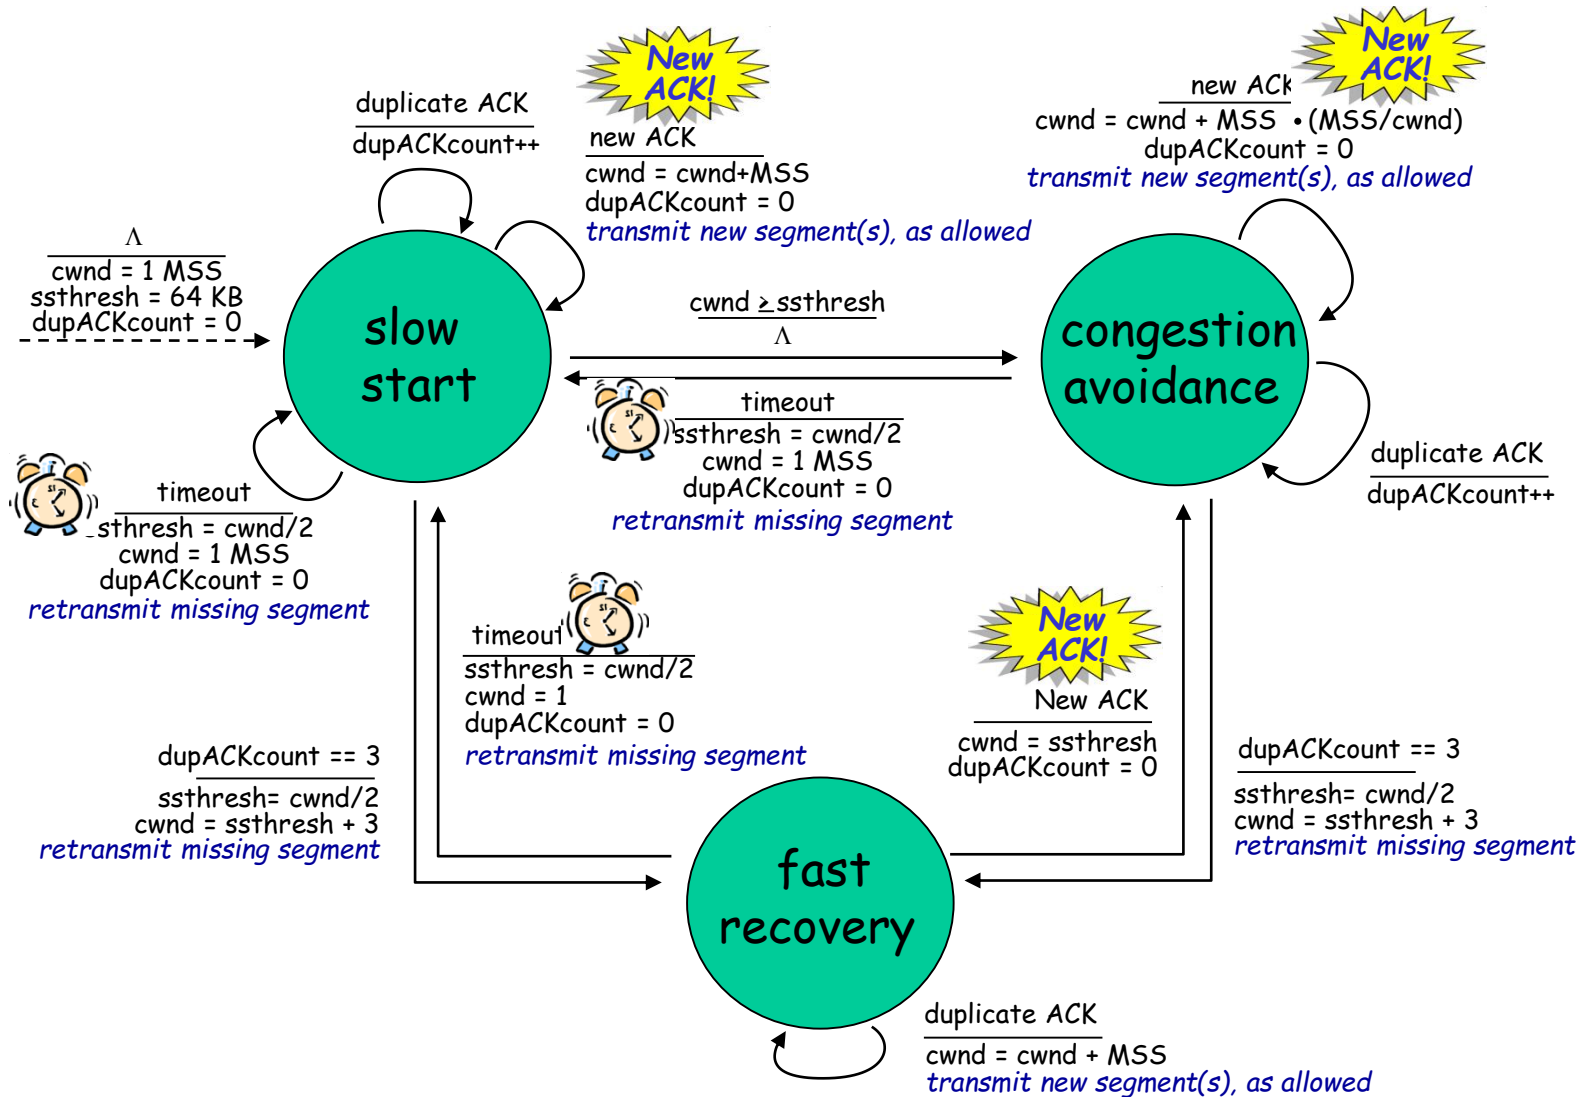 New
ACK!
duplicate ACK
dupACKcount++
new ACK
cwnd = cwnd+MSS
dupACKcount = 0
transmit new segment(s), as allowed
New
ACK!
new ACK
cwnd = cwnd + MSS • (MSS/cwnd)
dupACKcount = 0
transmit new segment(s), as allowed
Λ
cwnd = 1 MSS
ssthresh = 64 KB
dupACKcount = 0
slow
start
cwnd ≥ ssthresh
Λ
congestion
avoidance
timeout
ssthresh = cwnd/2
cwnd = 1 MSS
dupACKcount = 0
retransmit missing segment
duplicate ACK
dupACKcount++
timeout
sthresh = cwnd/2
cwnd = 1 MSS
dupACKcount = 0
retransmit missing segment
timeout
ssthresh = cwnd/2
cwnd = 1
dupACKcount = 0
retransmit missing segment
New
ACK!
New ACK
cwnd = ssthresh
dupACKcount = 0
dupACKcount == 3
ssthresh= cwnd/2
cwnd = ssthresh + 3
retransmit missing segment
dupACKcount == 3
ssthresh= cwnd/2
cwnd = ssthresh + 3
retransmit missing segment
fast
recovery
duplicate ACK
cwnd = cwnd + MSS
transmit new segment(s), as allowed